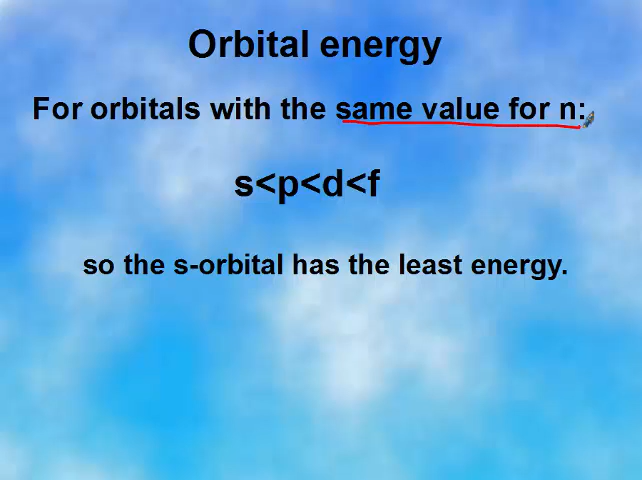 Orbital energy
For orbitals with the same value for n:
s<p<d<f
so the s-orbital has the least energy.